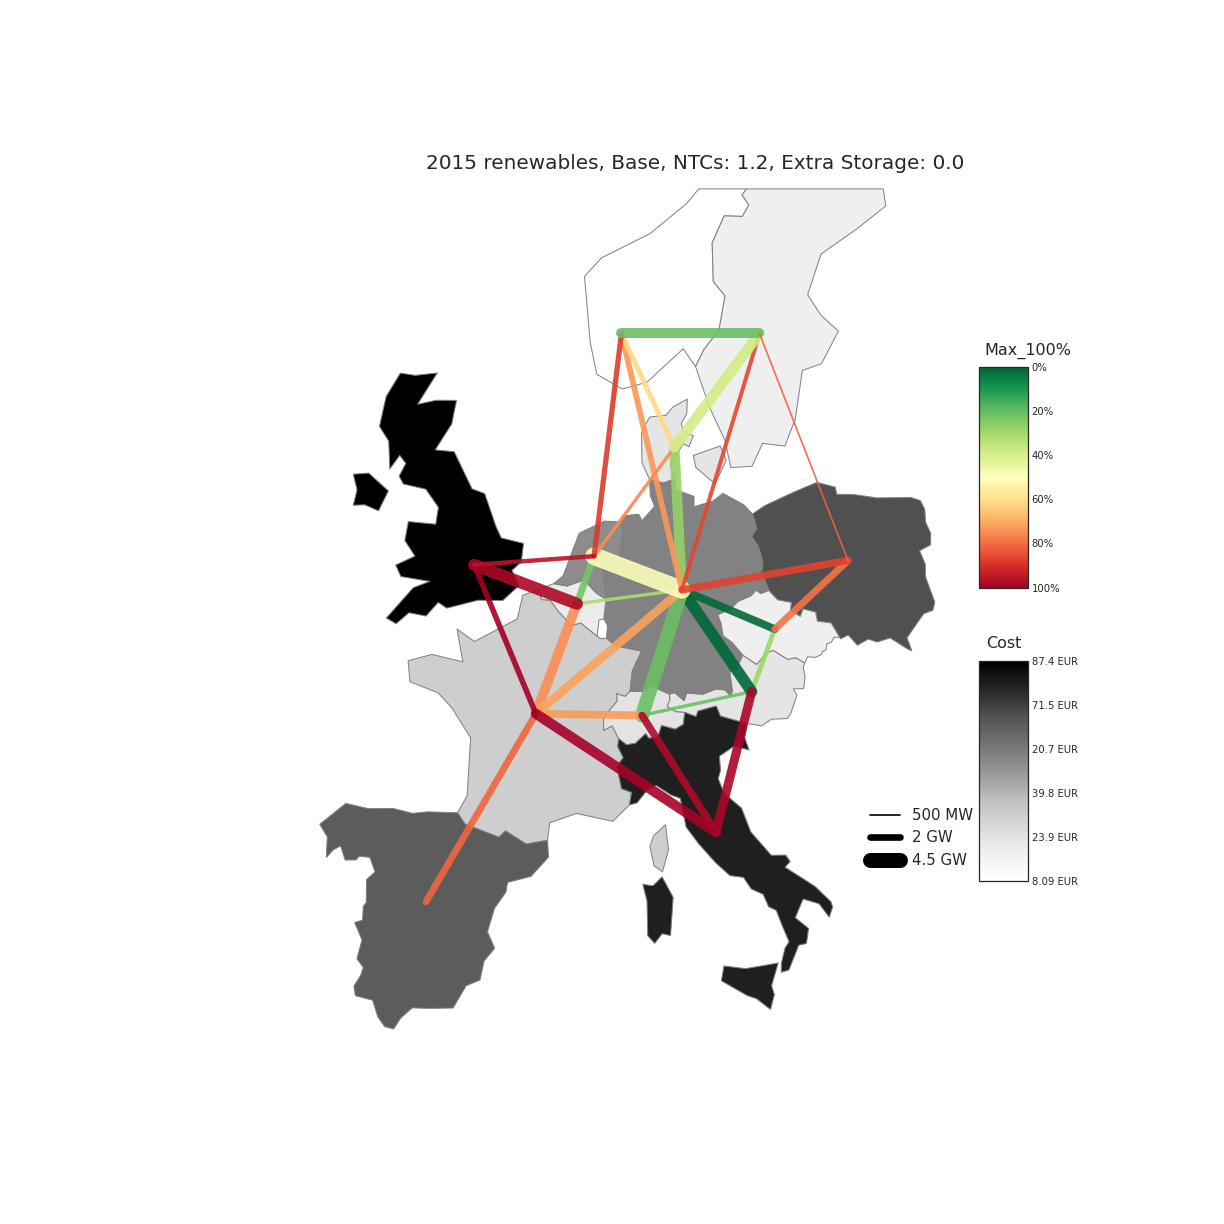 2015 renewables, Base, NTCs: 1.2, Extra Storage: 0.0
Max_100%
0%
20%
40%
60%
80%
100%
Cost
87.4 EUR
71.5 EUR
20.7 EUR
39.8 EUR
23.9 EUR
8.09 EUR
500 MW
2 GW
4.5 GW